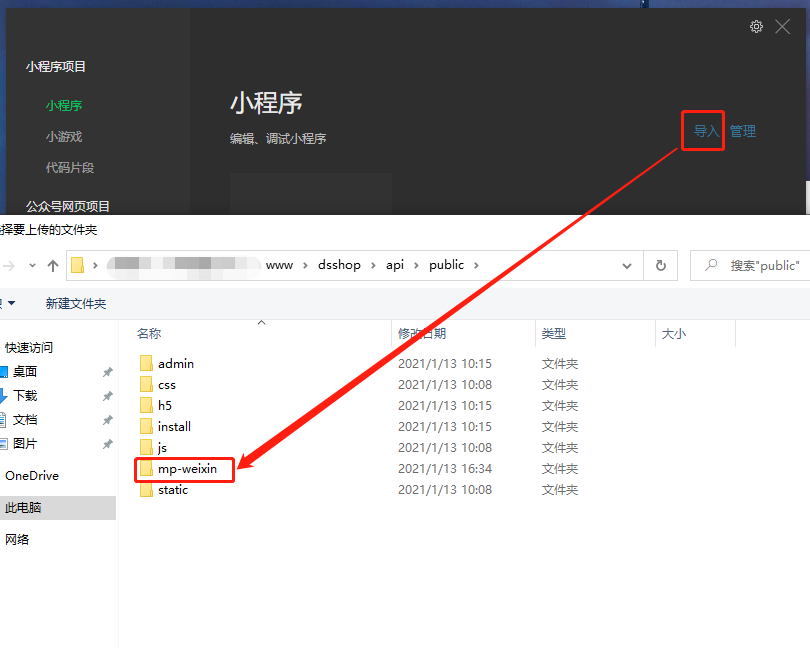 小程序项目
小程序
小游戏
代码片段
公众号网页项目
小程序
编辑、调试小程序
导入 管理
择要上传的文件夹
www › dsshop › api › public ›
搜索"public"
新建文件夹
快速访问
桌面
下载
文档
图片
OneDrive
此电脑
网络
名称 修改日期 类型 大小
admin 2021/1/13 10:15 文件夹
css 2021/1/13 10:08 文件夹
h5 2021/1/13 10:15 文件夹
install 2021/1/13 10:15 文件夹
js 2021/1/13 10:08 文件夹
mp-weixin 2021/1/13 16:34 文件夹
static 2021/1/13 10:08 文件夹